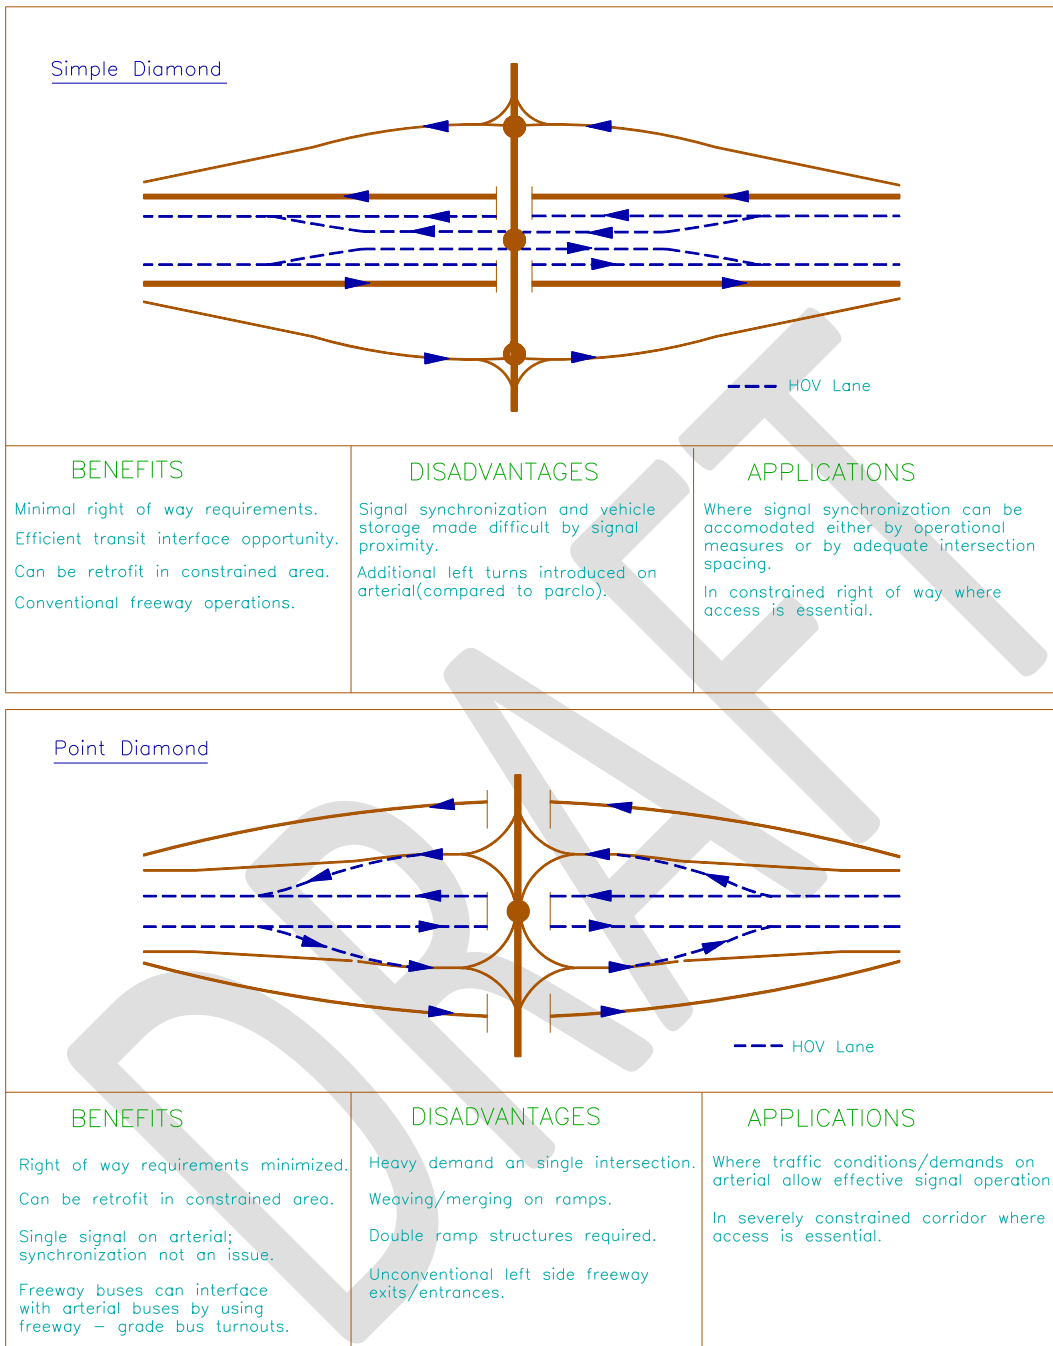 Simple Diamond
HOV Lane
BENEFITS
Minimal right of way requirements.
Efficient transit interface opportunity.
Can be retrofit in constrained area.
Conventional freeway operations.
DISADVANTAGES
Signal synchronization and vehicle
storage made difficult by signal
proximity.
Additional left turns introduced on
arterial(compared to parclo).
APPLICATIONS
Where signal synchronization can be
accomodated either by operational
measures or by adequate intersection
spacing.
In constrained right of way where
access is essential.
Point Diamond
HOV Lane
BENEFITS
Right of way requirements minimized.
Can be retrofit in constrained area.
Single signal on arterial;
synchronization not an issue.
Freeway buses can interface
with arterial buses by using
freeway – grade bus turnouts.
DISADVANTAGES
Heavy demand an single intersection.
Weaving/merging on ramps.
Double ramp structures required.
Unconventional left side freeway
exits/entrances.
APPLICATIONS
Where traffic conditions/demands on
arterial allow effective signal operation.
In severely constrained corridor where
access is essential.
DRAFT